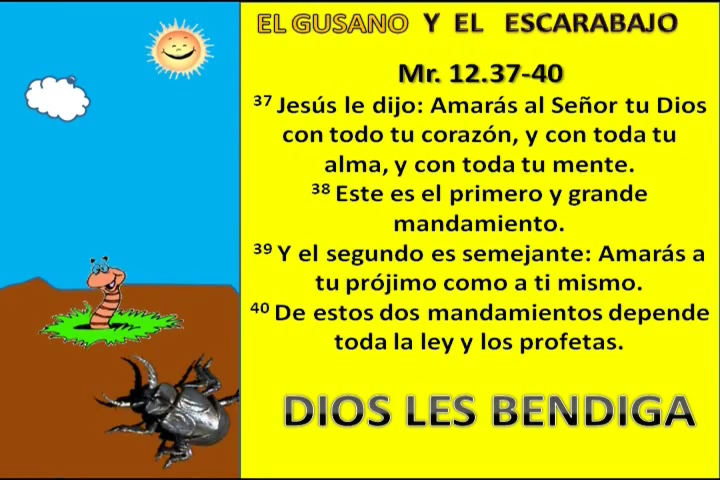 EL GUSANO Y EL ESCARABAJO
Mr. 12.37-40
37 Jesús le dijo: Amarás al Señor tu Dios
con todo tu corazón, y con toda tu
alma, y con toda tu mente.
38 Este es el primero y grande
mandamiento.
39 Y el segundo es semejante: Amarás a
tu prójimo como a ti mismo.
40 De estos dos mandamientos depende
toda la ley y los profetas.
DIOS LES BENDIGA